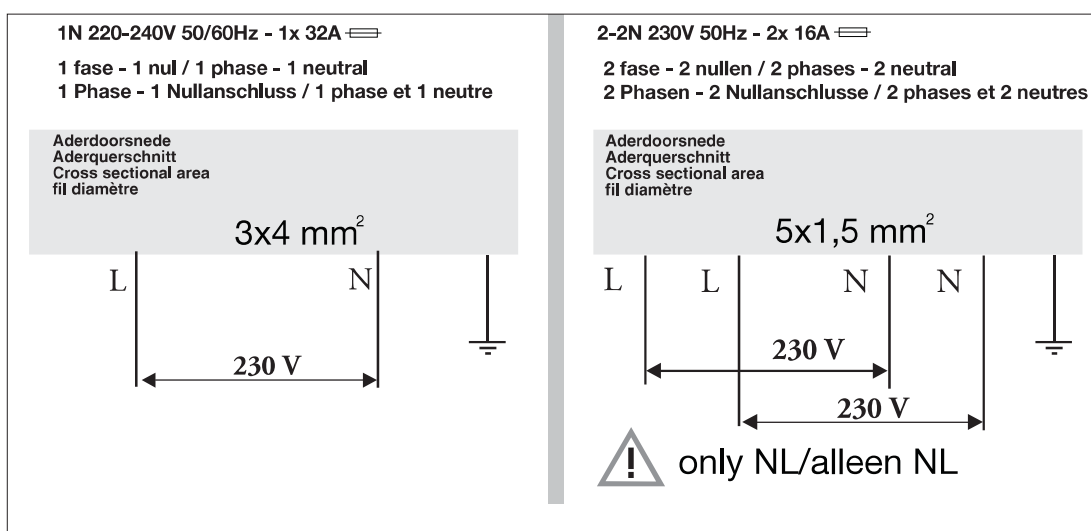 1N 220-240V 50/60Hz - 1x 32A
1 fase - 1 nul / 1 phase - 1 neutral
1 Phase - 1 Nullanschluss / 1 phase et 1 neutre
Aderdoorsnede
Aderquerschnitt
Cross sectional area
fil diamètre
3x4 mm²
L N
230 V
2-2N 230V 50Hz - 2x 16A
2 fase - 2 nullen / 2 phases - 2 neutral
2 Phasen - 2 Nullanschlusse / 2 phases et 2 neutres
Aderdoorsnede
Aderquerschnitt
Cross sectional area
fil diamètre
5x1,5 mm²
L L N N
230 V
230 V
! only NL/alleen NL